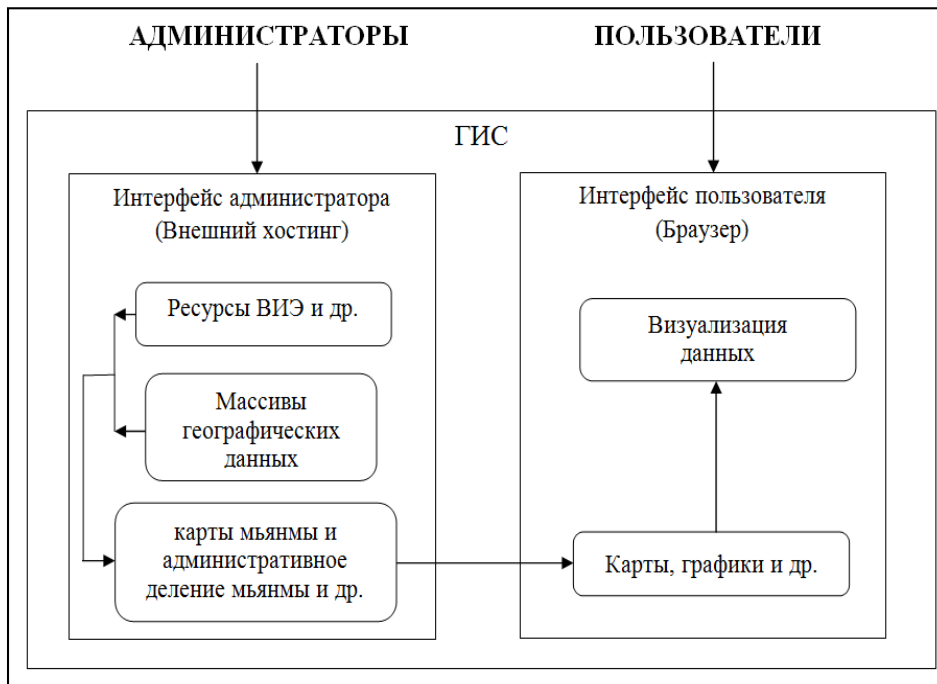 АДМИНИСТРАТОРЫ
ПОЛЬЗОВАТЕЛИ
ГИС
Интерфейс администратора
(Внешний хостинг)
Ресурсы ВИЭ и др.
Массивы
географических
данных
карты мьянмы и
административное
деление мьянмы и др.
Интерфейс пользователя
(Браузер)
Визуализация
данных
Карты, графики и др.